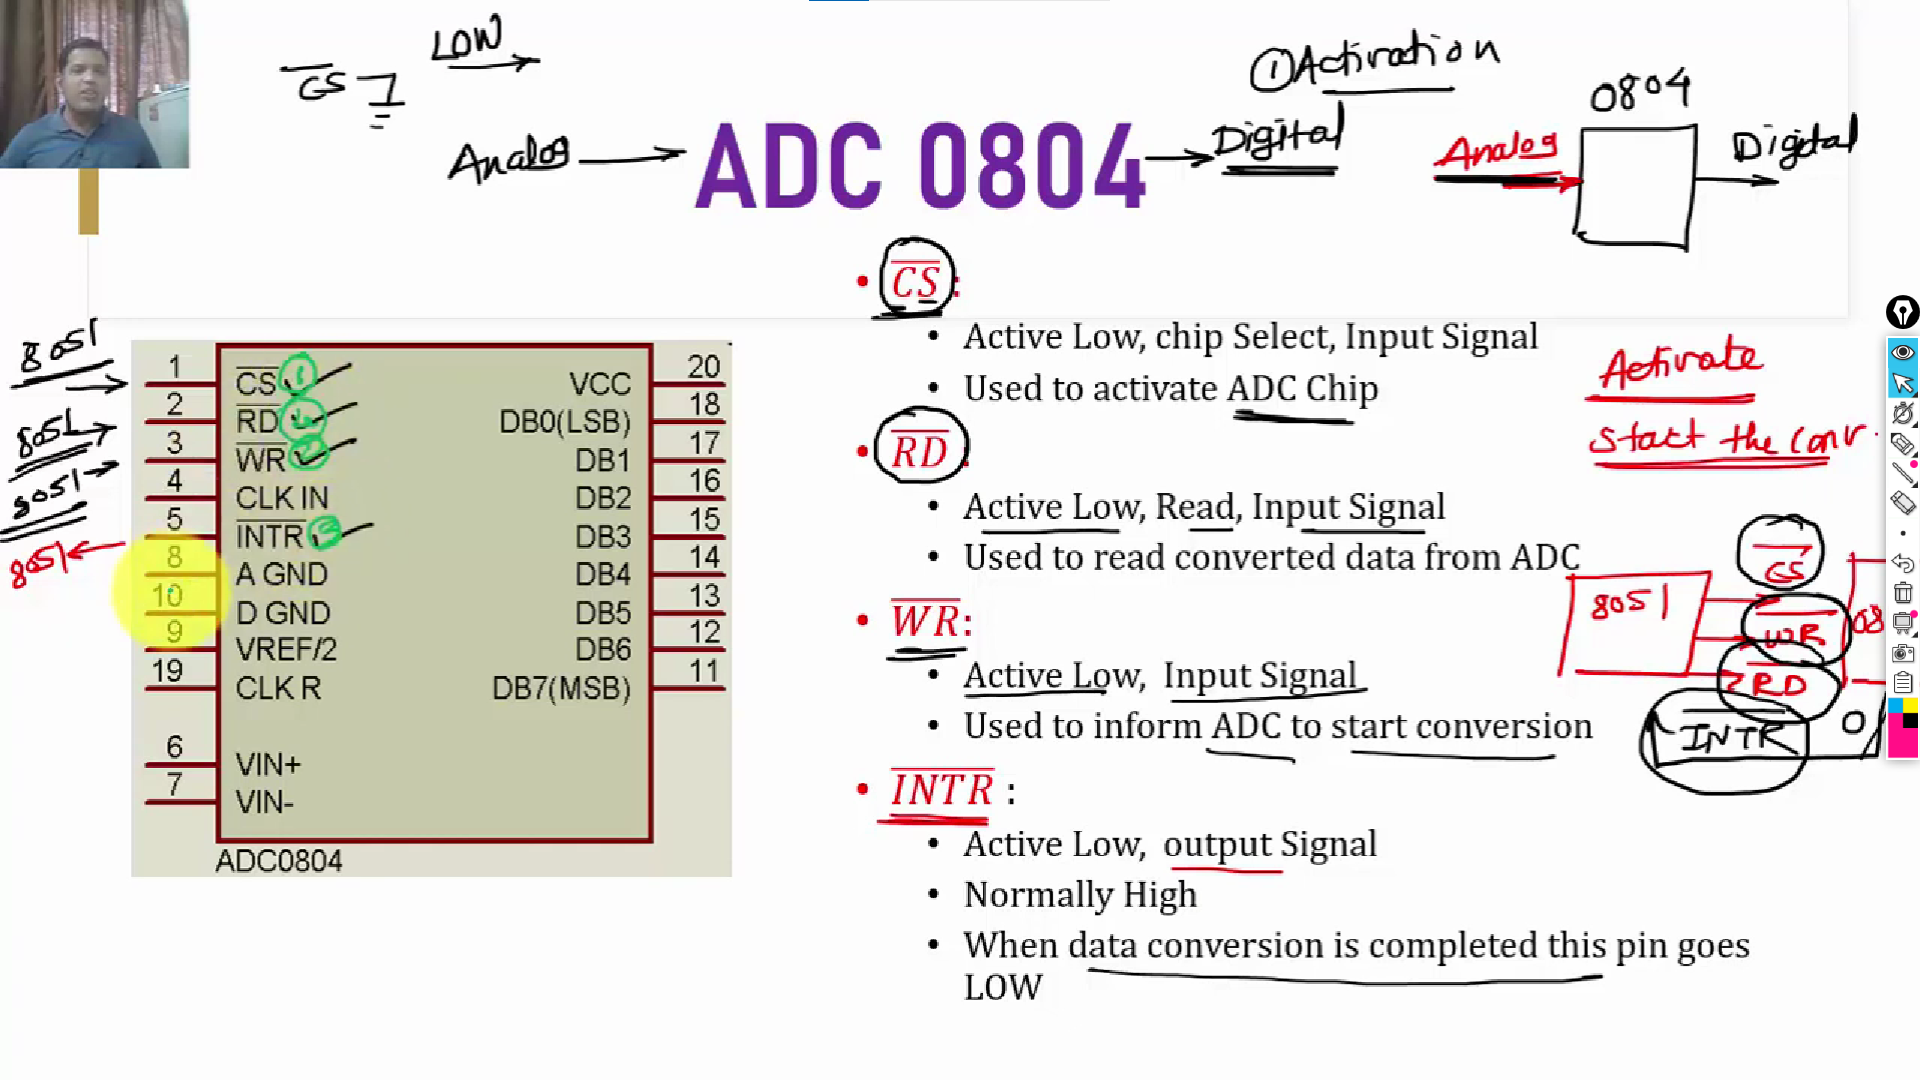 CS LOW
① Activation
0804
Analog
ADC 0804
Digital
Analog
Digital
• CS:
• Active Low, chip Select, Input Signal
• Used to activate ADC Chip
• RD:
• Active Low, Read, Input Signal
• Used to read converted data from ADC
• WR:
• Active Low, Input Signal
• Used to inform ADC to start conversion
• INTR :
• Active Low, output Signal
• Normally High
• When data conversion is completed this pin goes
LOW
Activate
Start the conv
8051
CS
WR
RD
INTR
08
0
8051
8051
8051
8051
1 CS 1
2 RD 4
3 WR 2
4 CLK IN
5 INTR 3
8 A GND
10 D GND
9 VREF/2
19 CLK R
6 VIN+
7 VIN-
VCC 20
DB0(LSB) 18
DB1 17
DB2 16
DB3 15
DB4 14
DB5 13
DB6 12
DB7(MSB) 11
ADC0804